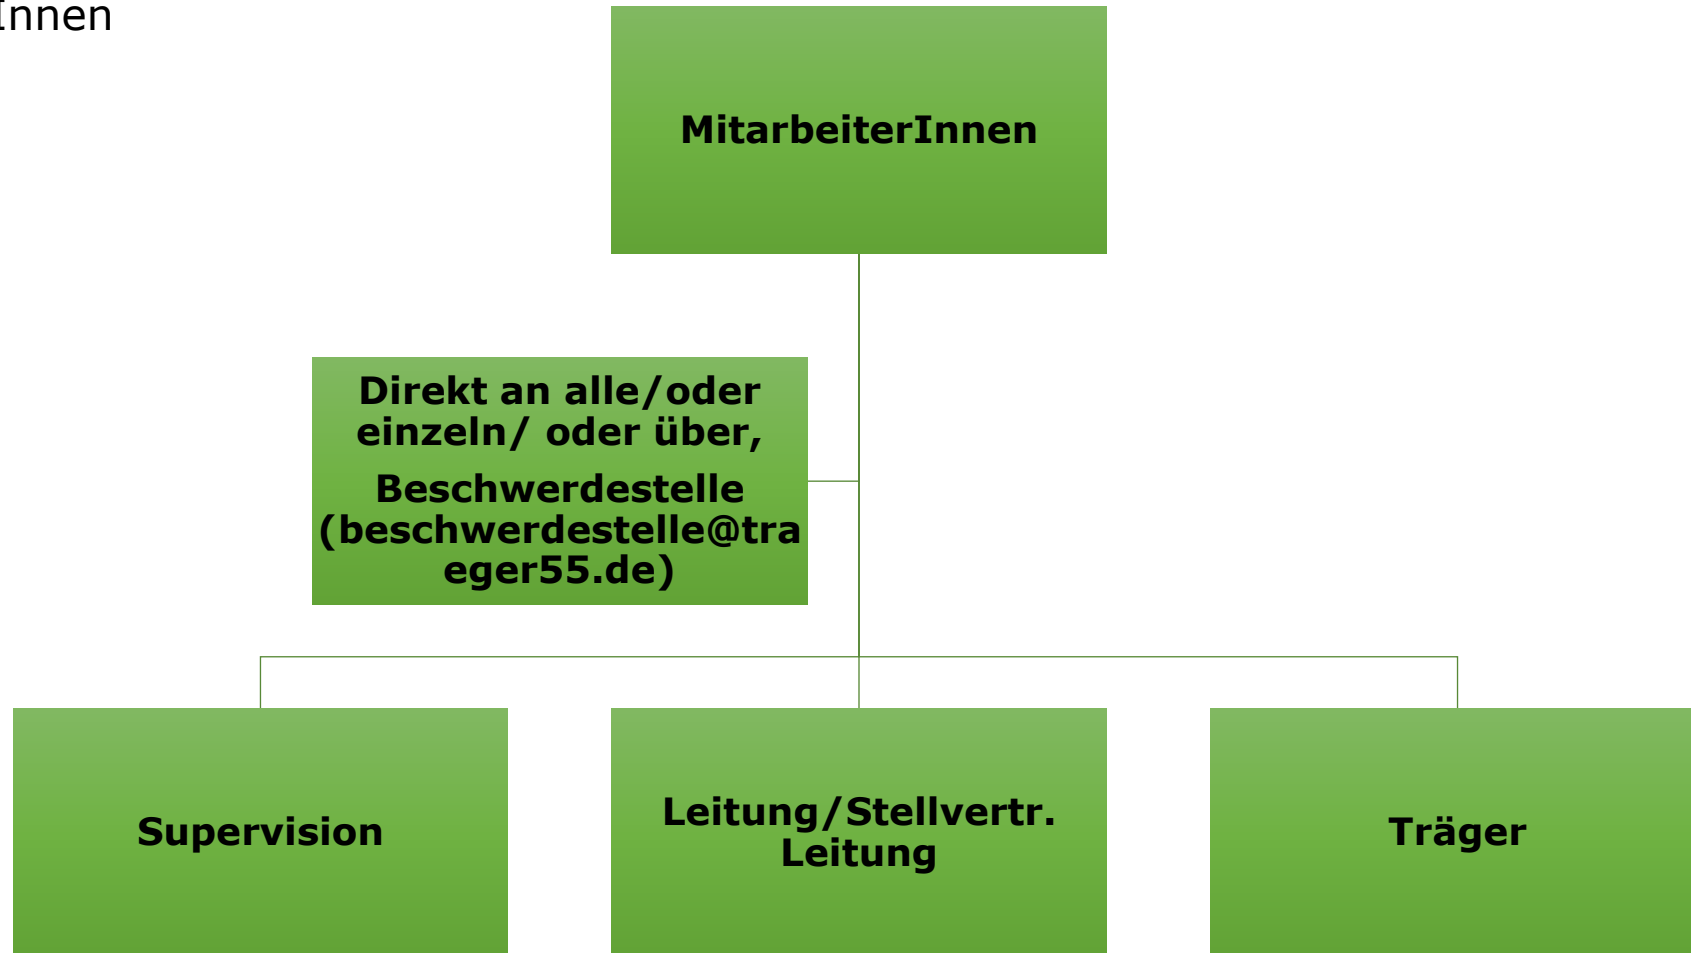 Innen
MitarbeiterInnen
Direkt an alle/oder
einzeln/ oder über,
Beschwerdestelle
(beschwerdestelle@tra
eger55.de)
Supervision
Leitung/Stellvertr.
Leitung
Träger